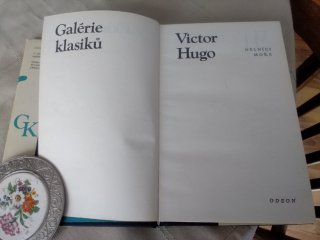 Galérie
klasiků
Victor
Hugo
DĚLNÍCI
MOŘE
ODEON
GK